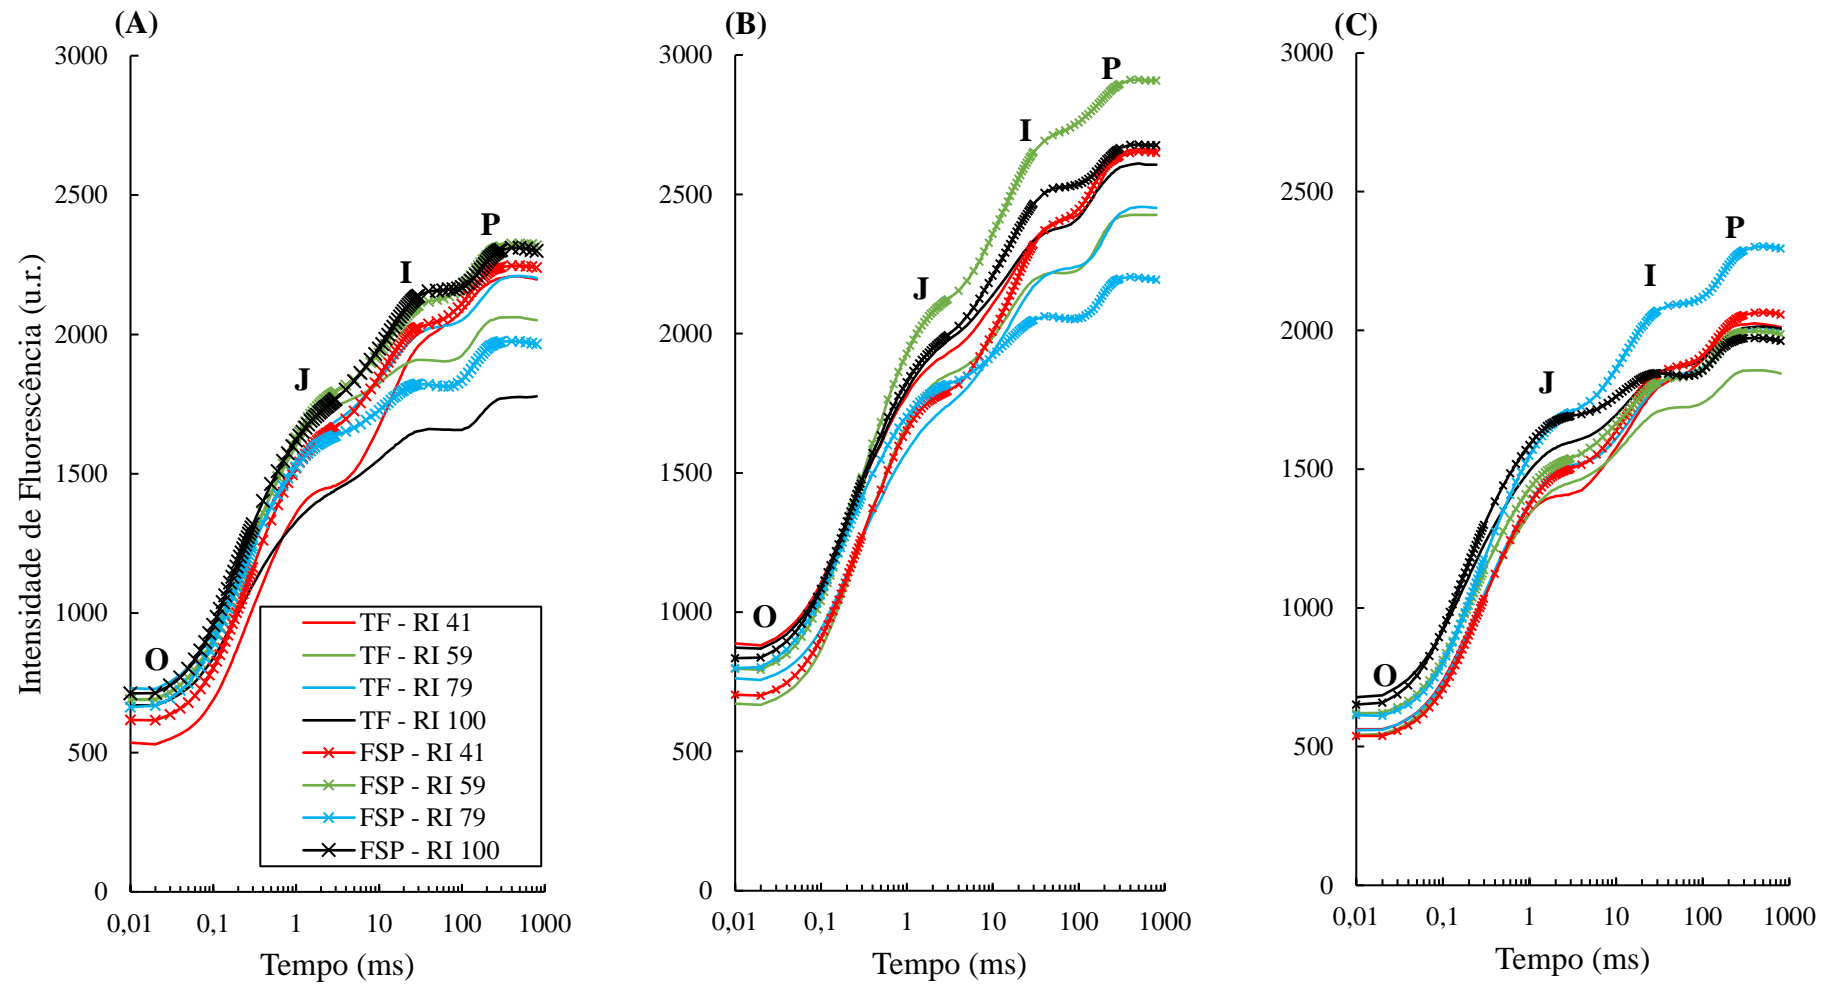 (A)
3000
2500
2000
1500
1000
500
0
Intensidade de Fluorescência (u.r.)
O
J
I
P
TF - RI 41
TF - RI 59
TF - RI 79
TF - RI 100
FSP - RI 41
FSP - RI 59
FSP - RI 79
FSP - RI 100
0,01 0,1 1 10 100 1000
Tempo (ms)
(B)
3000
2500
2000
1500
1000
500
0
O
J
I
P
0,01 0,1 1 10 100 1000
Tempo (ms)
(C)
3000
2500
2000
1500
1000
500
0
O
J
I
P
0,01 0,1 1 10 100 1000
Tempo (ms)